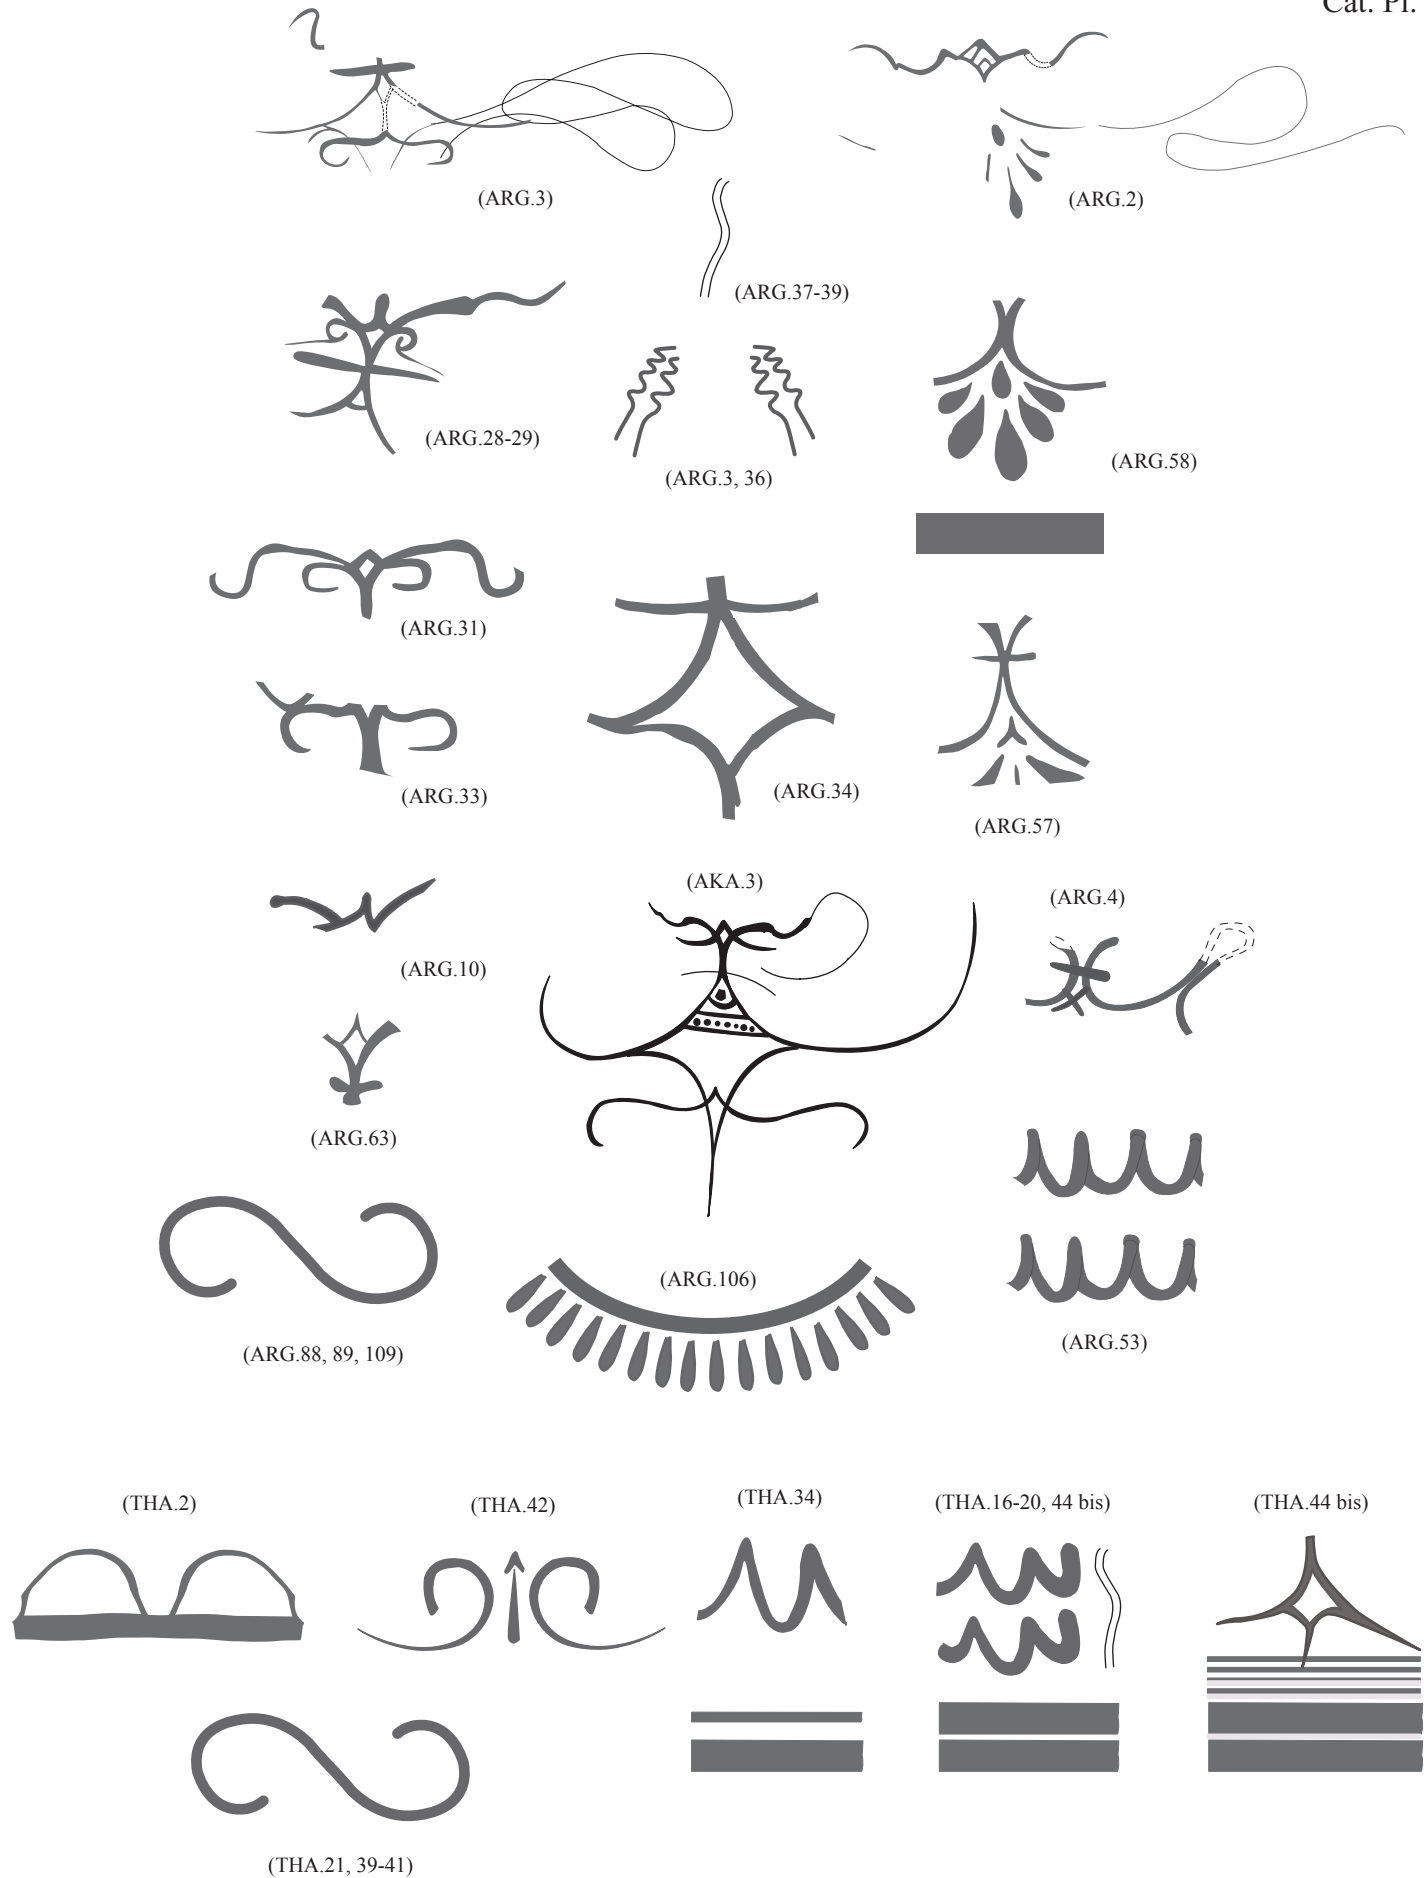 Cat. Pl.
(ARG.3)
(ARG.2)
(ARG.37-39)
(ARG.28-29)
(ARG.3, 36)
(ARG.58)
(ARG.31)
(ARG.33)
(ARG.34)
(ARG.57)
(AKA.3)
(ARG.4)
(ARG.10)
(ARG.63)
(ARG.106)
(ARG.88, 89, 109)
(ARG.53)
(THA.2)
(THA.42)
(THA.34)
(THA.16-20, 44 bis)
(THA.44 bis)
(THA.21, 39-41)